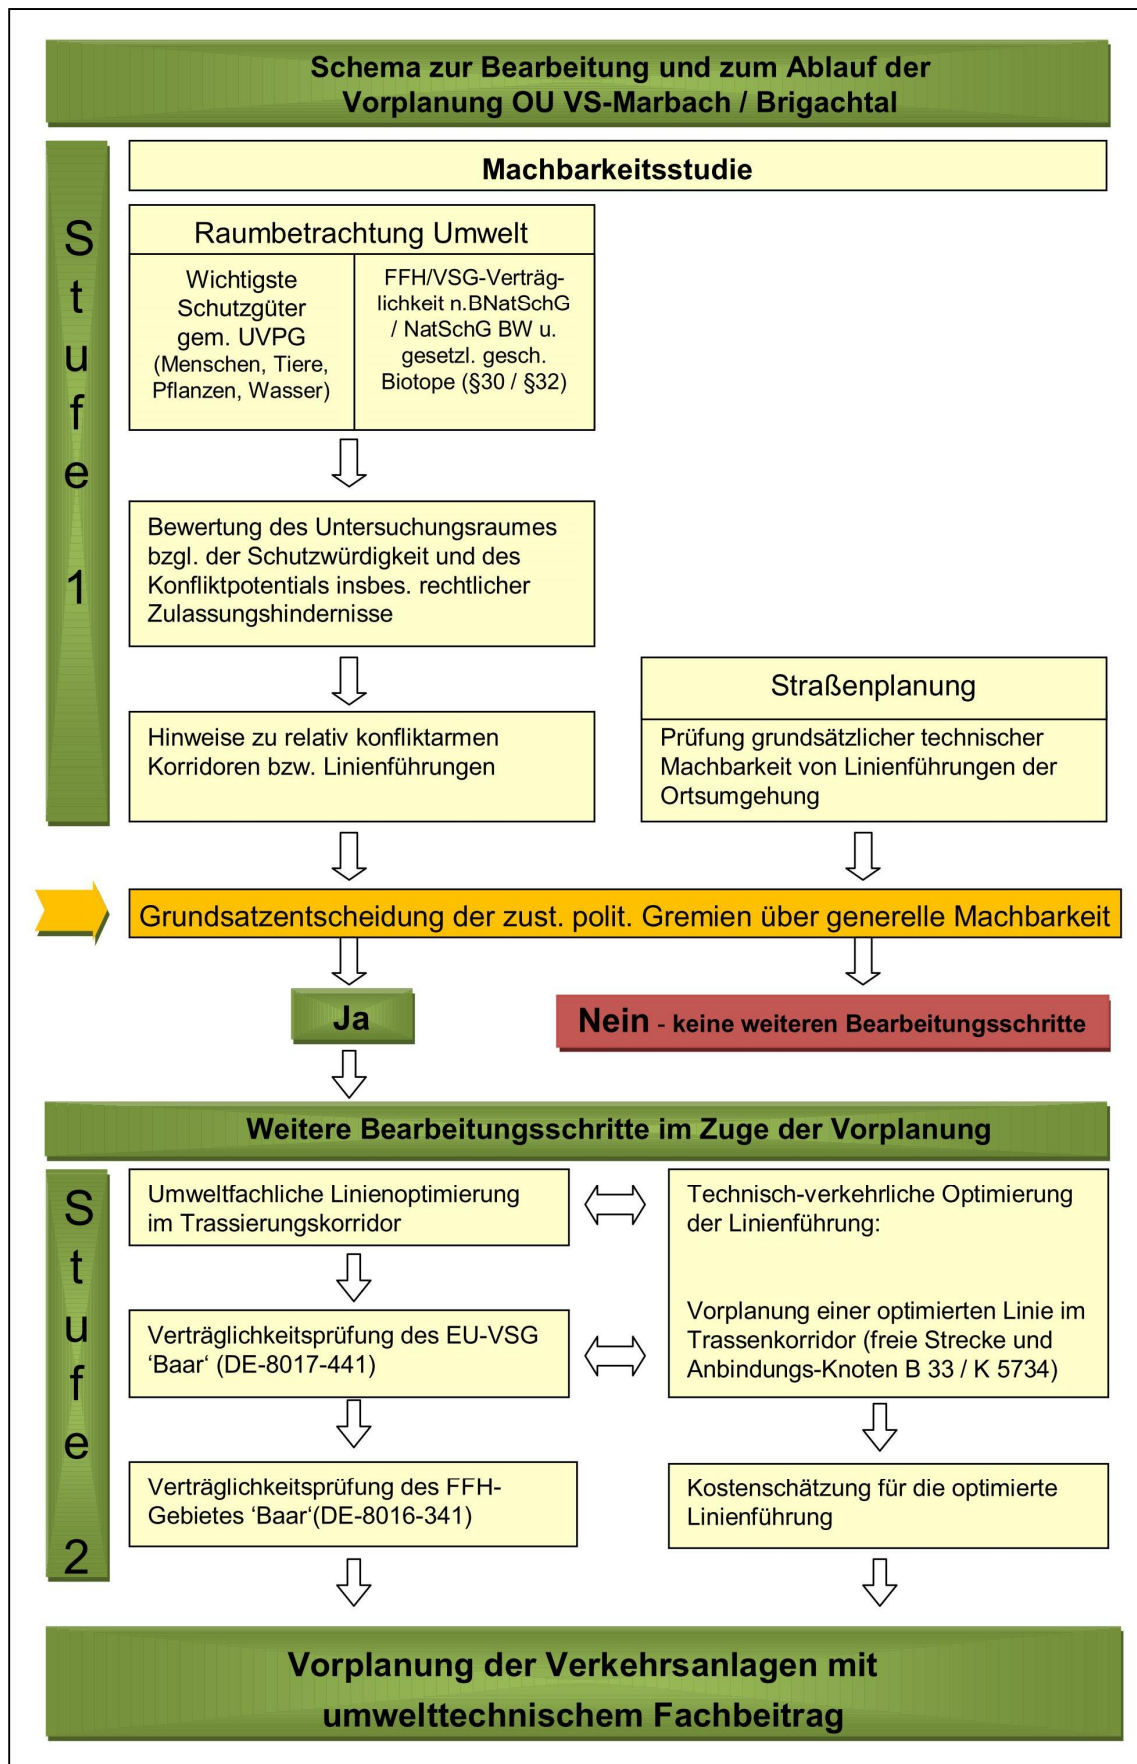 Schema zur Bearbeitung und zum Ablauf der
Vorplanung OU VS-Marbach / Brigachtal
Stufe 1
Machbarkeitsstudie
Raumbetrachtung Umwelt
Wichtigste
Schutzgüter
gem. UVPG
(Menschen, Tiere,
Pflanzen, Wasser)
FFH/VSG-Verträg-
lichkeit n.BNatSchG
/ NatSchG BW u.
gesetzl. gesch.
Biotope (§30 / §32)
Bewertung des Untersuchungsraumes
bzgl. der Schutzwürdigkeit und des
Konfliktpotentials insbes. rechtlicher
Zulassungshindernisse
Hinweise zu relativ konfliktarmen
Korridoren bzw. Linienführungen
Straßenplanung
Prüfung grundsätzlicher technischer
Machbarkeit von Linienführungen der
Ortsumgehung
Grundsatzentscheidung der zust. polit. Gremien über generelle Machbarkeit
Ja
Nein - keine weiteren Bearbeitungsschritte
Weitere Bearbeitungsschritte im Zuge der Vorplanung
Stufe 2
Umweltfachliche Linienoptimierung
im Trassierungskorridor
Technisch-verkehrliche Optimierung
der Linienführung:
Vorplanung einer optimierten Linie im
Trassenkorridor (freie Strecke und
Anbindungs-Knoten B 33 / K 5734)
Verträglichkeitsprüfung des EU-VSG
‘Baar‘ (DE-8017-441)
Verträglichkeitsprüfung des FFH-
Gebietes ‘Baar‘(DE-8016-341)
Kostenschätzung für die optimierte
Linienführung
Vorplanung der Verkehrsanlagen mit
umwelttechnischem Fachbeitrag